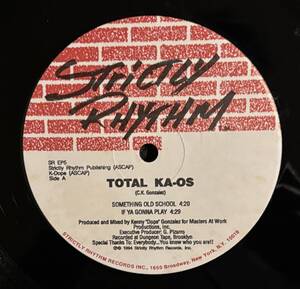 STRICTLY
RHYTHM.
SR EP5
Strictly Rhythm Publishing (ASCAP)
K-Dope (ASCAP)
Side A
TOTAL KA-OS
(C.K. Gonzalez)
SOMETHING OLD SCHOOL 4:20
IF YA GONNA PLAY 4:29
Produced and Mixed by Kenny "Dope" Gonzalez for Masters At Work
Productions, Inc.
Executive Producer: G. Pizarro
Recorded at Dungeon Tape, Brooklyn
Special Thanks To: Everybody...You know who you are!!!
℗© 1994 Strictly Rhythm Records, Inc.
STRICTLY RHYTHM RECORDS INC., 1650 Broadway, New York, N.Y. 10019